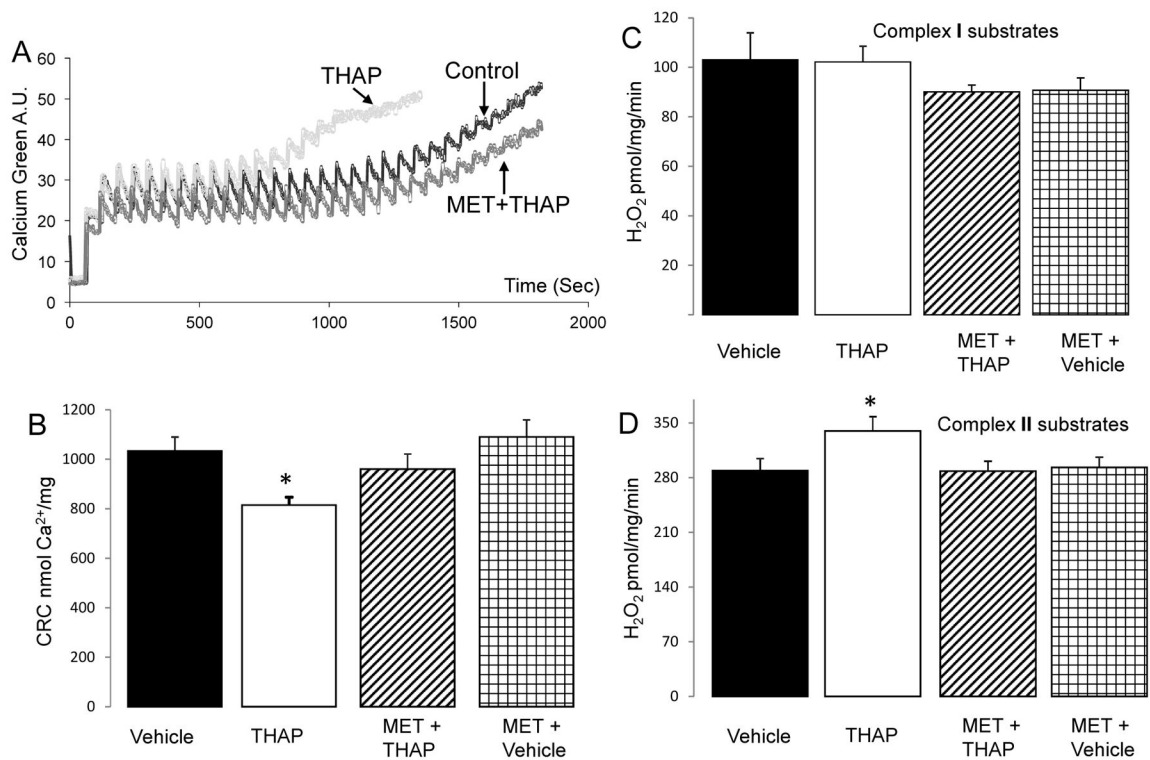 A
Calcium Green A.U.
60
50
40
30
20
10
0
THAP
Control
MET+THAP
Time (Sec)
0 500 1000 1500 2000
B
CRC nmol Ca²⁺/mg
1200
1000
800
600
400
200
0
*
Vehicle THAP MET + THAP MET + Vehicle
C
Complex I substrates
H₂O₂ pmol/mg/min
120
100
80
60
40
20
Vehicle THAP MET + THAP MET + Vehicle
D
Complex II substrates
H₂O₂ pmol/mg/min
350
280
210
140
70
0
*
Vehicle THAP MET + THAP MET + Vehicle